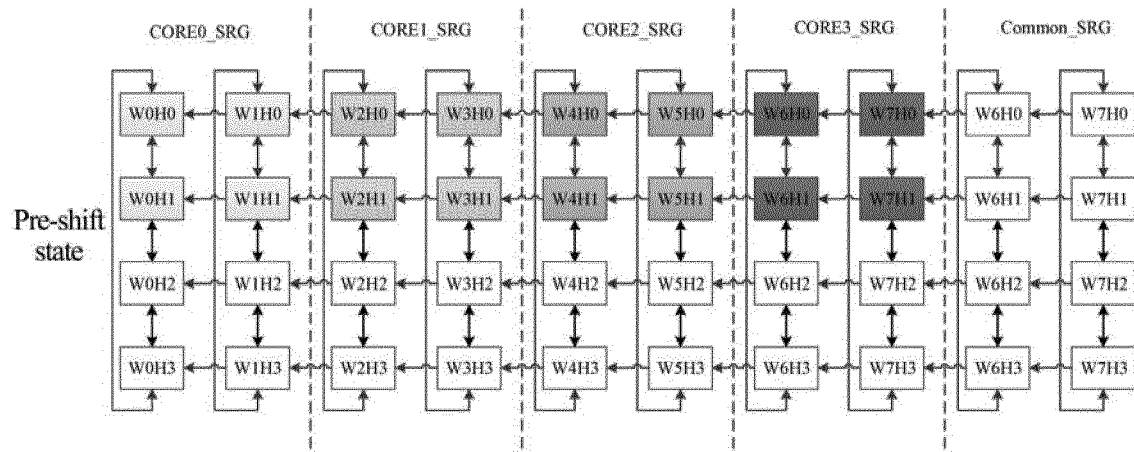 CORE0_SRG CORE1_SRG CORE2_SRG CORE3_SRG Common_SRG
W0H0 W1H0 W2H0 W3H0 W4H0 W5H0 W6H0 W7H0 W6H0 W7H0
W0H1 W1H1 W2H1 W3H1 W4H1 W5H1 W6H1 W7H1 W6H1 W7H1
Pre-shift
state
W0H2 W1H2 W2H2 W3H2 W4H2 W5H2 W6H2 W7H2 W6H2 W7H2
W0H3 W1H3 W2H3 W3H3 W4H3 W5H3 W6H3 W7H3 W6H3 W7H3